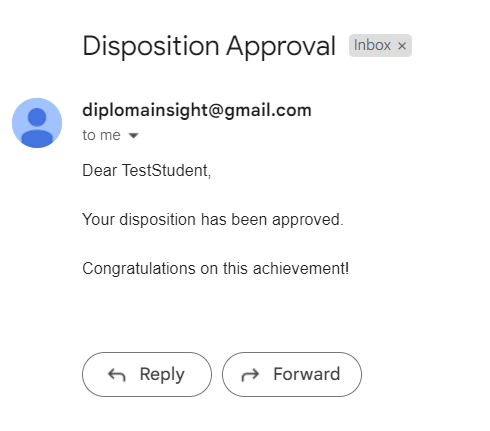 Disposition Approval Inbox ×
diplomainsight@gmail.com
to me
Dear TestStudent,
Your disposition has been approved.
Congratulations on this achievement!
Reply Forward